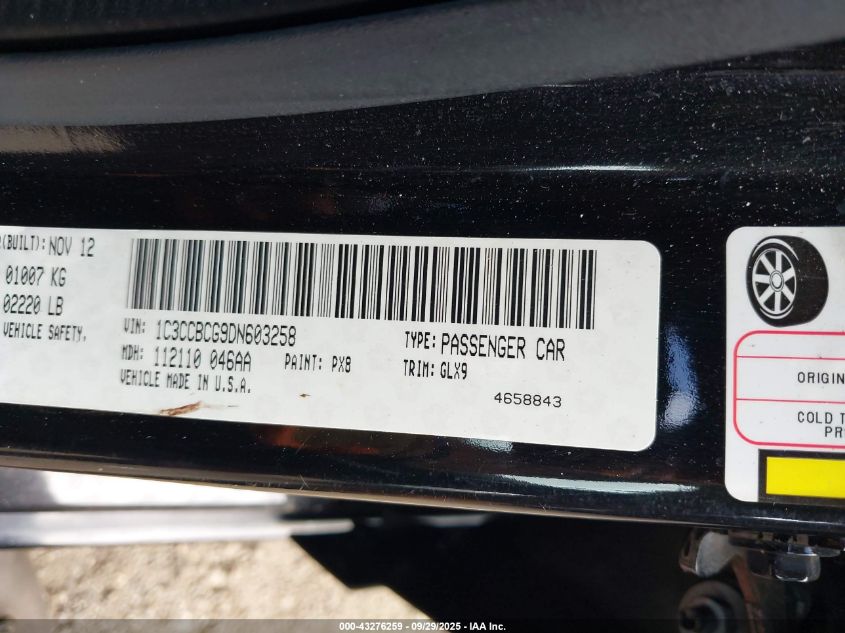 (BUILT): NOV 12
01007 KG
02220 LB
VEHICLE SAFETY.
VIN: 1C3CCBCG9DN603258
TYPE: PASSENGER CAR
MDH: 112110 046AA
PAINT: PX8
TRIM: GLX9
VEHICLE MADE IN U.S.A.
4658843
ORIGIN
COLD T
PR
000-43276259 - 09/29/2025 - IAA Inc.